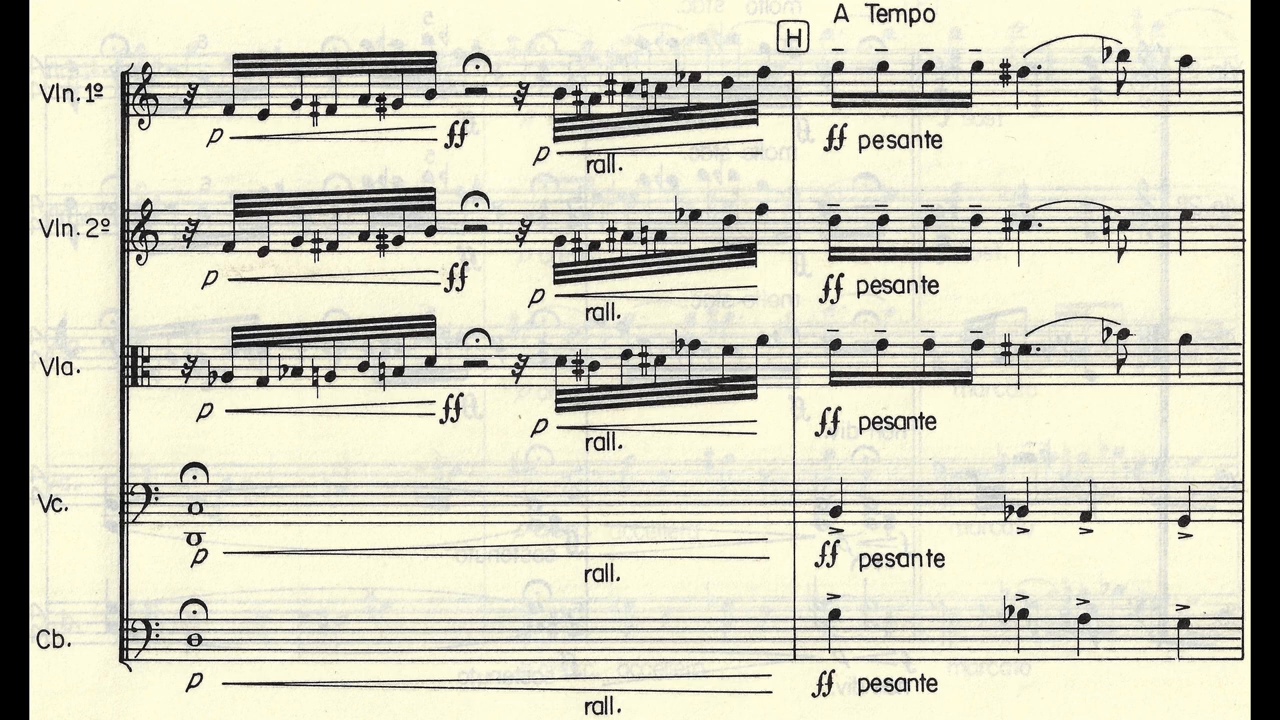 A Tempo
H
Vln. 1º
p ff p rall. ff pesante
Vln. 2º
p ff p rall. ff pesante
Vla.
p ff p rall. ff pesante
Vc.
p rall. ff pesante
Cb.
p rall. ff pesante